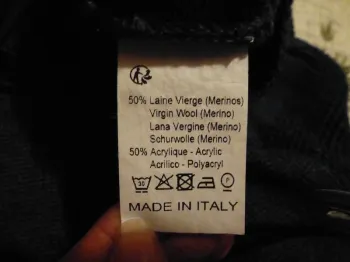 50% Laine Vierge (Merinos)
Virgin Wool (Merino)
Lana Vergine (Merino)
Schurwolle (Merino)
50% Acrylique - Acrylic
Acrilico - Polyacryl
30 F
MADE IN ITALY